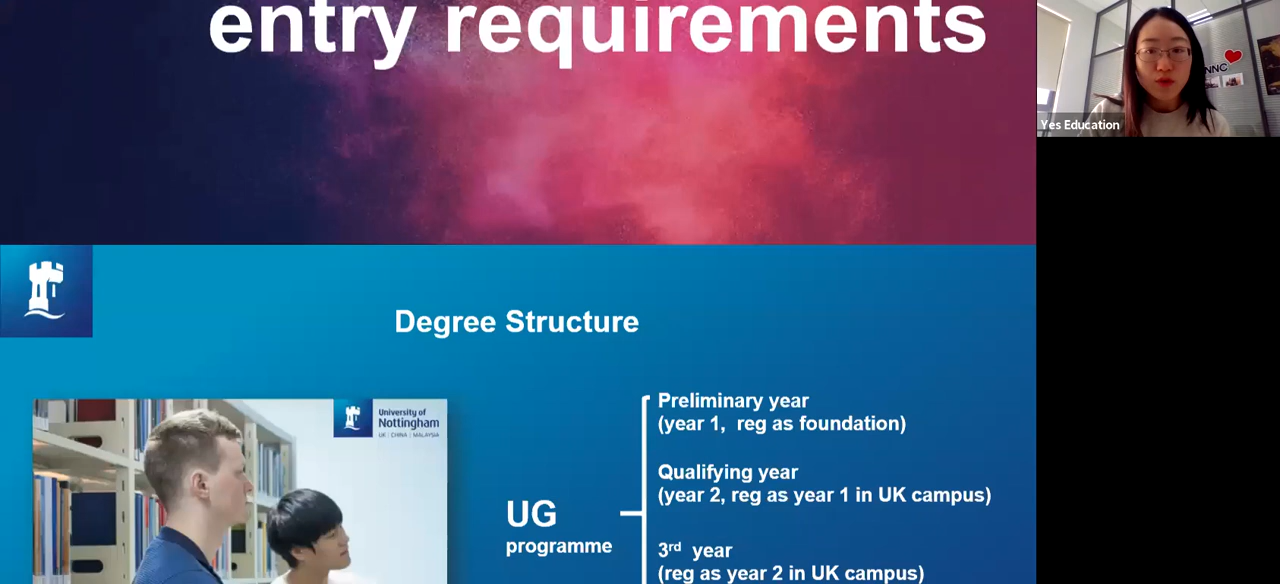 entry requirements
NNC
Yes Education
Degree Structure
University of
Nottingham
UK | CHINA | MALAYSIA
Preliminary year
(year 1, reg as foundation)
Qualifying year
(year 2, reg as year 1 in UK campus)
UG
programme
3rd year
(reg as year 2 in UK campus)